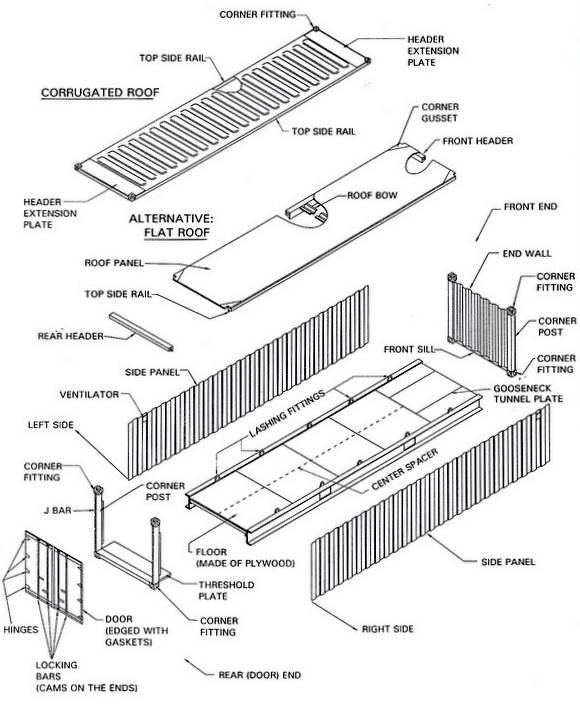 CORNER FITTING
HEADER
EXTENSION
PLATE
TOP SIDE RAIL
CORRUGATED ROOF
TOP SIDE RAIL
CORNER
GUSSET
FRONT HEADER
HEADER
EXTENSION
PLATE
ROOF BOW
ALTERNATIVE:
FLAT ROOF
FRONT END
ROOF PANEL
END WALL
CORNER
FITTING
TOP SIDE RAIL
CORNER
POST
REAR HEADER
FRONT SILL
CORNER
FITTING
SIDE PANEL
GOOSENECK
TUNNEL PLATE
VENTILATOR
LASHING FITTINGS
LEFT SIDE
CENTER SPACER
CORNER
FITTING
CORNER
POST
J BAR
FLOOR
(MADE OF PLYWOOD)
SIDE PANEL
THRESHOLD
PLATE
HINGES
DOOR
(EDGED WITH
GASKETS)
CORNER
FITTING
RIGHT SIDE
LOCKING
BARS
(CAMS ON THE ENDS)
REAR (DOOR) END